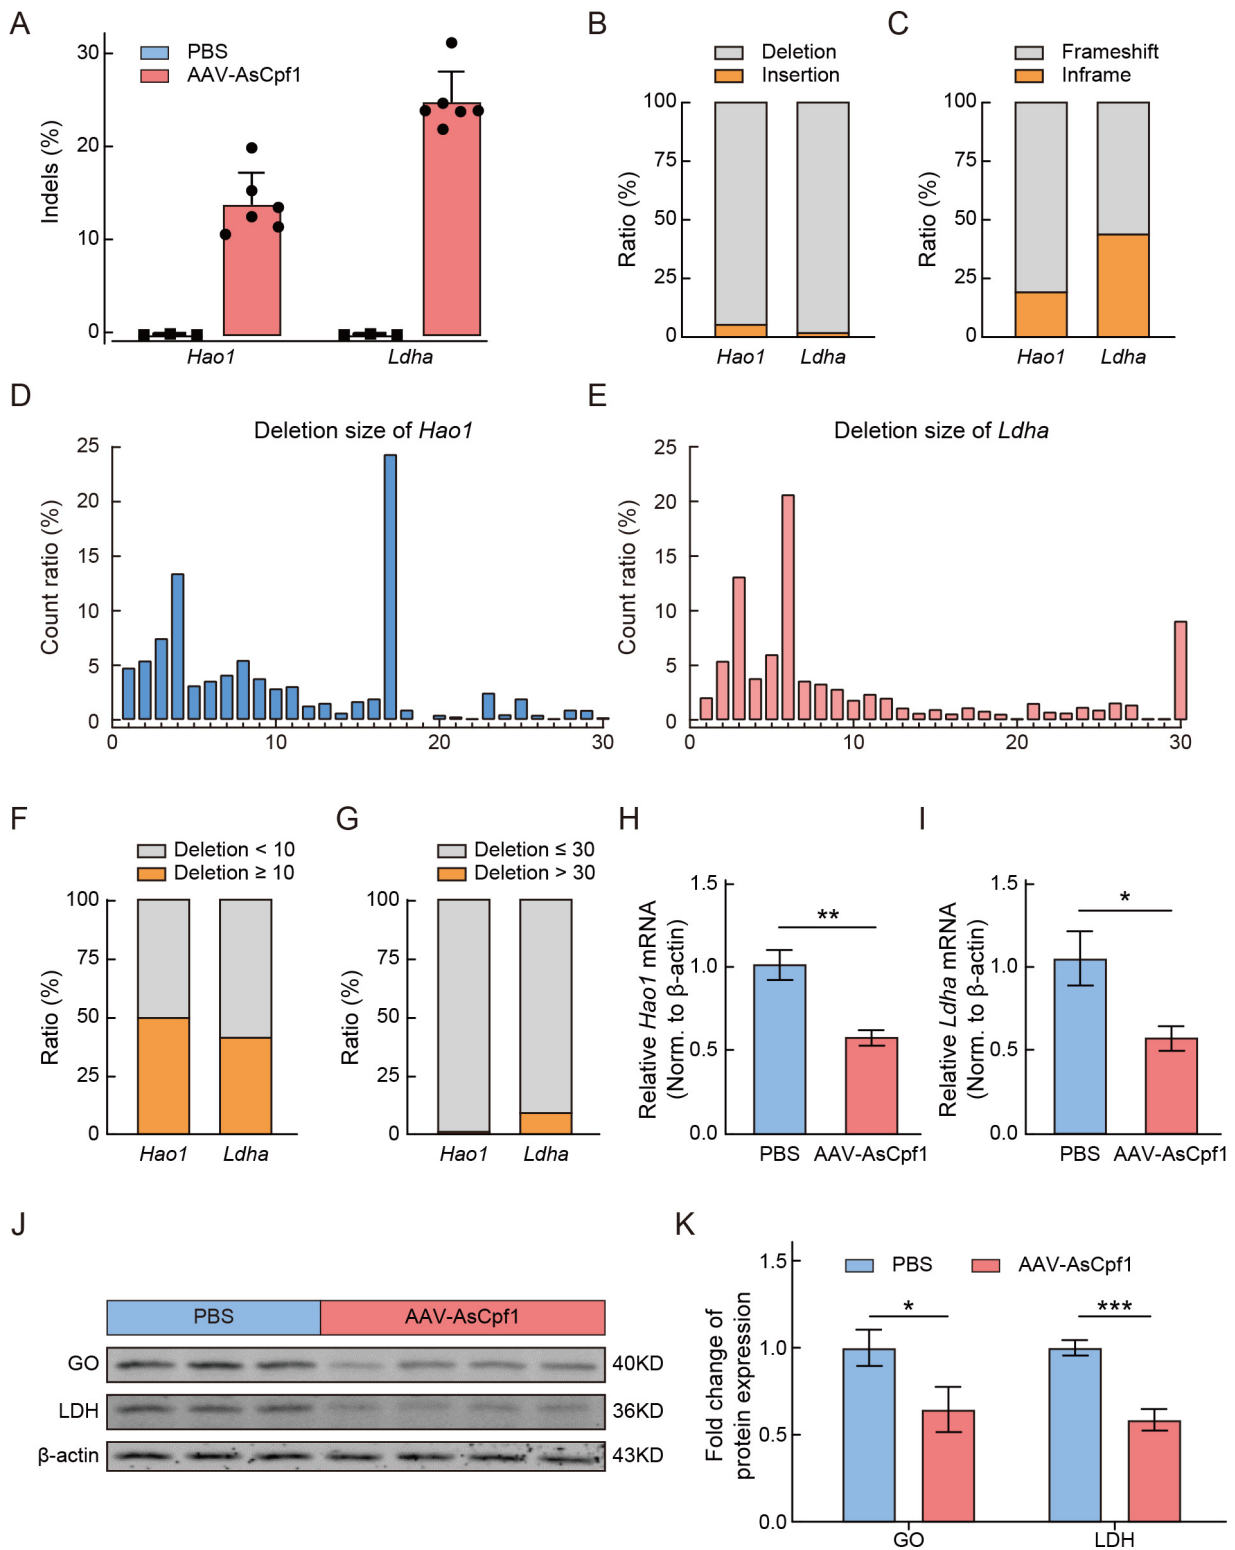 A
PBS
AAV-AsCpf1
Indels (%)
30
20
10
0
Hao1
Ldha
B
Deletion
Insertion
Ratio (%)
100
75
50
25
0
Hao1
Ldha
C
Frameshift
Inframe
Ratio (%)
100
75
50
25
0
Hao1
Ldha
D
Deletion size of Hao1
Count ratio (%)
25
20
15
10
5
0
0
10
20
30
E
Deletion size of Ldha
Count ratio (%)
25
20
15
10
5
0
0
10
20
30
F
Deletion < 10
Deletion ≥ 10
Ratio (%)
100
75
50
25
0
Hao1
Ldha
G
Deletion ≤ 30
Deletion > 30
Ratio (%)
100
75
50
25
0
Hao1
Ldha
H
Relative Hao1 mRNA
(Norm. to β-actin)
1.5
1.0
0.5
0.0
**
PBS
AAV-AsCpf1
I
Relative Ldha mRNA
(Norm. to β-actin)
1.5
1.0
0.5
0.0
*
PBS
AAV-AsCpf1
J
PBS
AAV-AsCpf1
GO
40KD
LDH
36KD
β-actin
43KD
K
PBS
AAV-AsCpf1
Fold change of
protein expression
1.5
1.0
0.5
0.0
*
***
GO
LDH